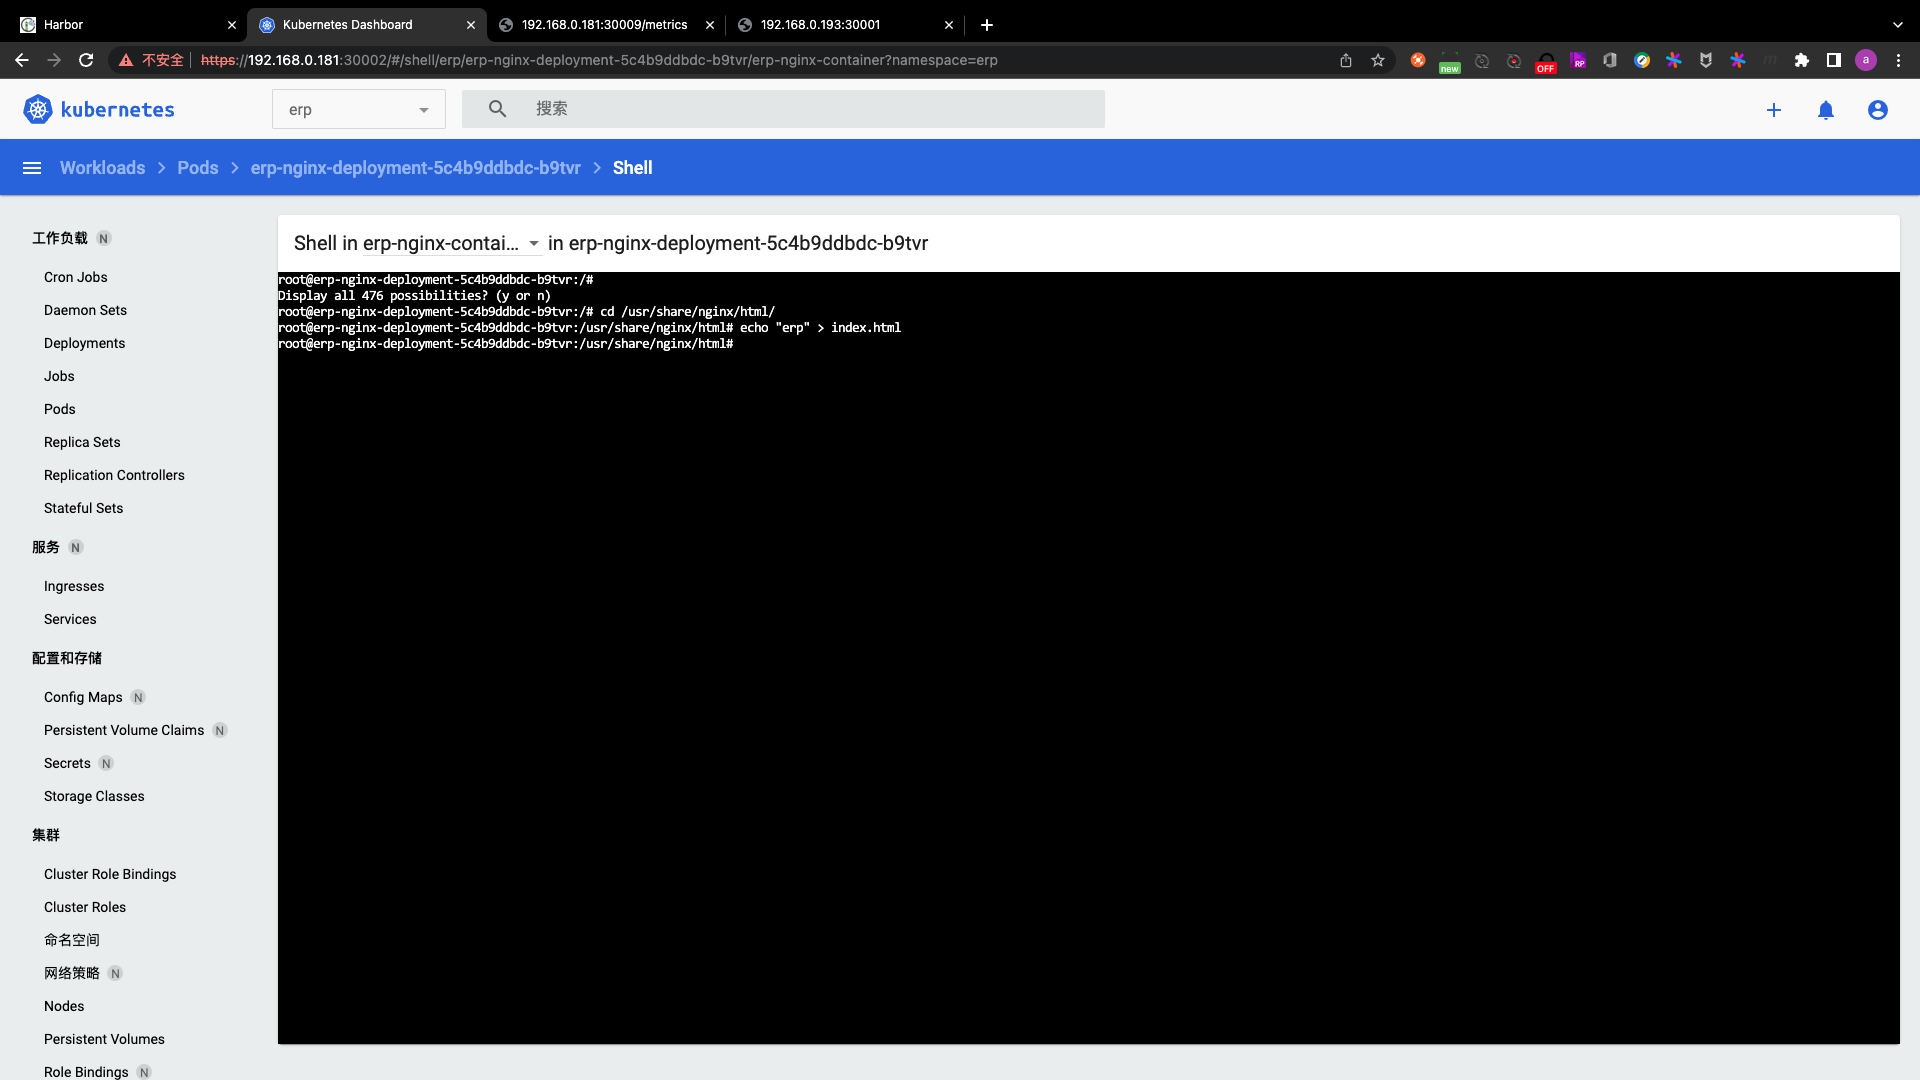 Harbor
Kubernetes Dashboard
192.168.0.181:30009/metrics
192.168.0.193:30001
不安全
https://192.168.0.181:30002/#/shell/erp/erp-nginx-deployment-5c4b9ddbdc-b9tvr/erp-nginx-container?namespace=erp
new
OFF
RP
a
kubernetes
erp
搜索
Workloads
Pods
erp-nginx-deployment-5c4b9ddbdc-b9tvr
Shell
工作负载 N
Cron Jobs
Daemon Sets
Deployments
Jobs
Pods
Replica Sets
Replication Controllers
Stateful Sets
服务 N
Ingresses
Services
配置和存储
Config Maps N
Persistent Volume Claims N
Secrets N
Storage Classes
集群
Cluster Role Bindings
Cluster Roles
命名空间
网络策略 N
Nodes
Persistent Volumes
Role Bindings N
Shell in erp-nginx-contai... in erp-nginx-deployment-5c4b9ddbdc-b9tvr
root@erp-nginx-deployment-5c4b9ddbdc-b9tvr:/#
Display all 476 possibilities? (y or n)
root@erp-nginx-deployment-5c4b9ddbdc-b9tvr:/# cd /usr/share/nginx/html/
root@erp-nginx-deployment-5c4b9ddbdc-b9tvr:/usr/share/nginx/html# echo "erp" > index.html
root@erp-nginx-deployment-5c4b9ddbdc-b9tvr:/usr/share/nginx/html#